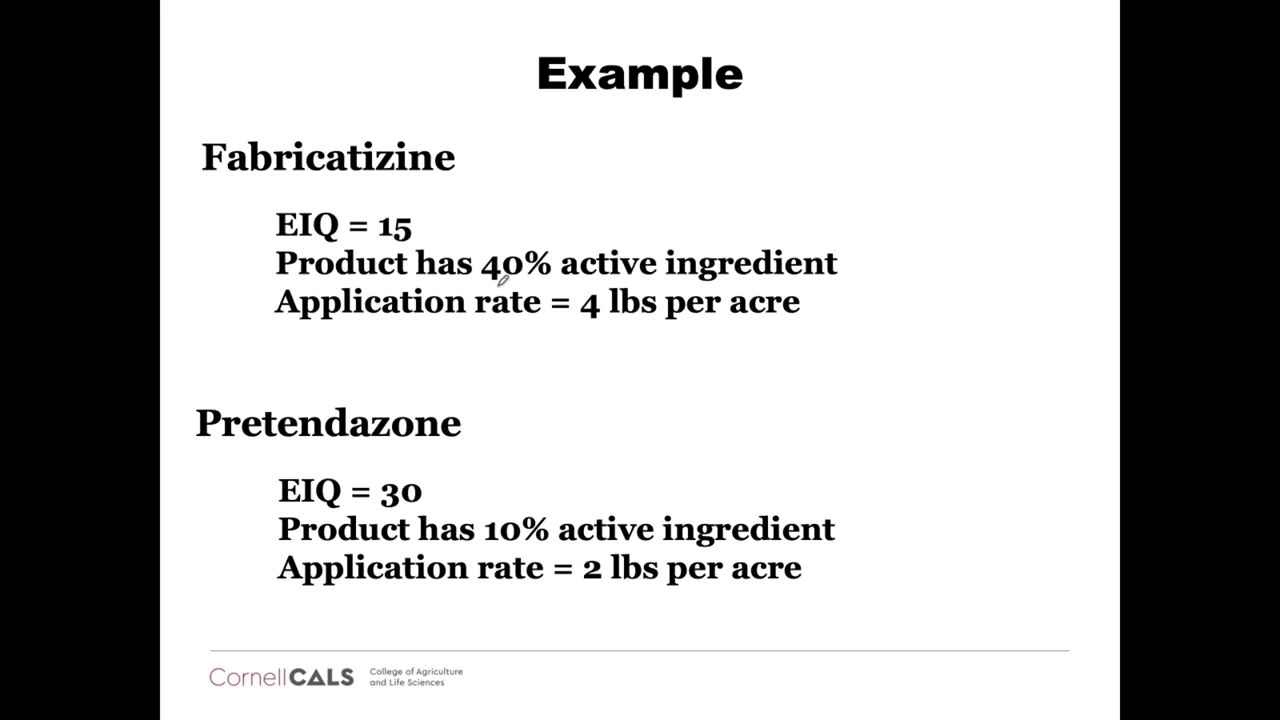 Example
Fabricatizine
EIQ = 15
Product has 40% active ingredient
Application rate = 4 lbs per acre
Pretendazone
EIQ = 30
Product has 10% active ingredient
Application rate = 2 lbs per acre
CornellCALS
College of Agriculture
and Life Sciences